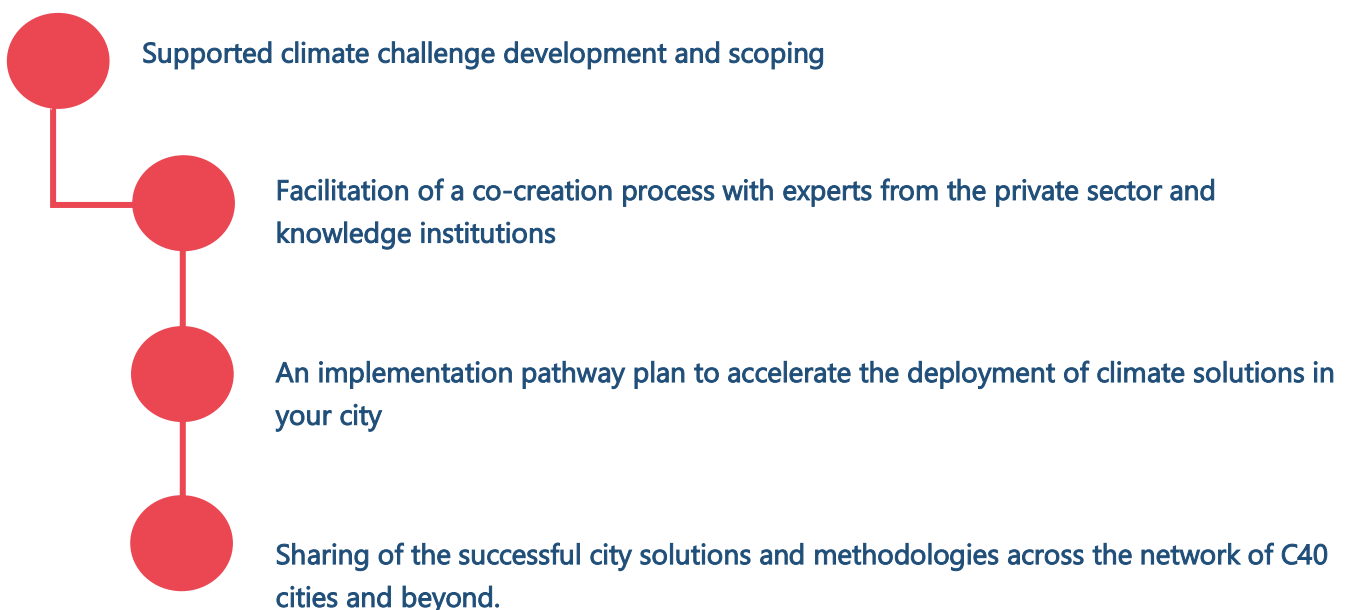 Supported climate challenge development and scoping
Facilitation of a co-creation process with experts from the private sector and
knowledge institutions
An implementation pathway plan to accelerate the deployment of climate solutions in
your city
Sharing of the successful city solutions and methodologies across the network of C40
cities and beyond.